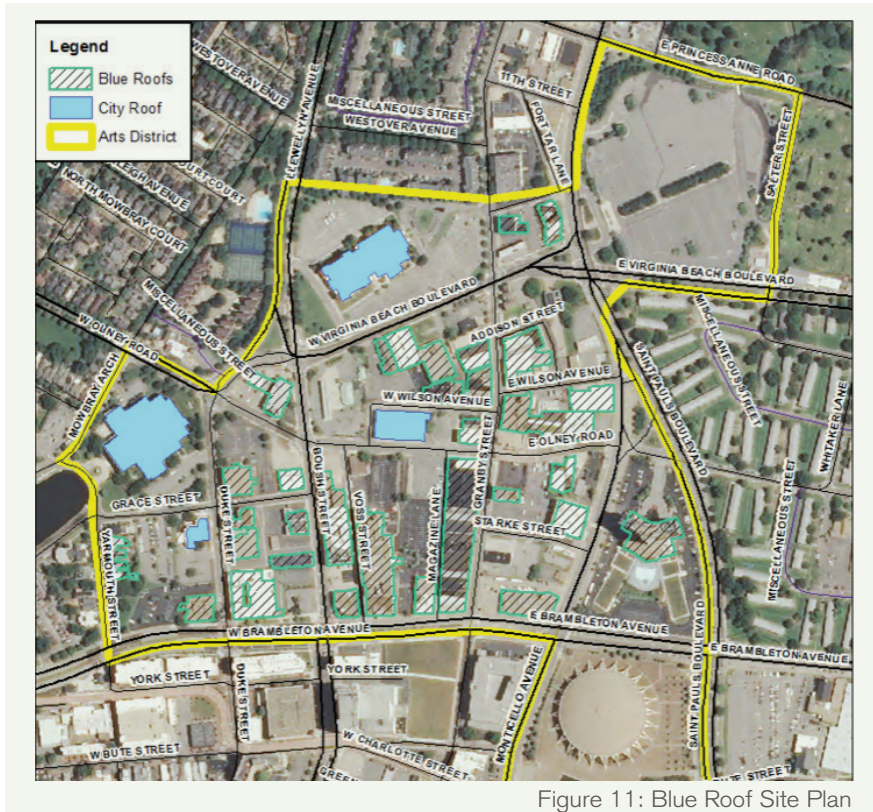 Legend
Blue Roofs
City Roof
Arts District
E PRINCESS ANNE ROAD
WESTOVER AVENUE
11TH STREET
MISCELLANEOUS STREET
WESTOVER AVENUE
FORT TAR LANE
LLEWELLYN AVENUE
COURT COURT
LEIGH AVENUE
NORTH MOWBRAY COURT
SALTER STREET
E VIRGINIA BEACH BOULEVARD
MISCELLANEOUS STREET
W VIRGINIA BEACH BOULEVARD
ADDISON STREET
MISCELLANEOUS STREET
W OLNEY ROAD
MOWBRAY ARCH
SAINT PAULS BOULEVARD
E WILSON AVENUE
W WILSON AVENUE
WHITAKER LANE
E OLNEY ROAD
GRANBY STREET
BOUSH STREET
VOSS STREET
MAGAZINE LANE
GRACE STREET
DUKE STREET
STARKE STREET
MISCELLANEOUS STREET
YARMOUTH STREET
W BRAMBLETON AVENUE
E BRAMBLETON AVENUE
E BRAMBLETON AVENUE
SAINT PAULS BOULEVARD
YORK STREET
YORK STREET
DUKE STREET
MONTICELLO AVENUE
W BUTE STREET
W CHARLOTTE STREET
BUTE STREET
Figure 11: Blue Roof Site Plan